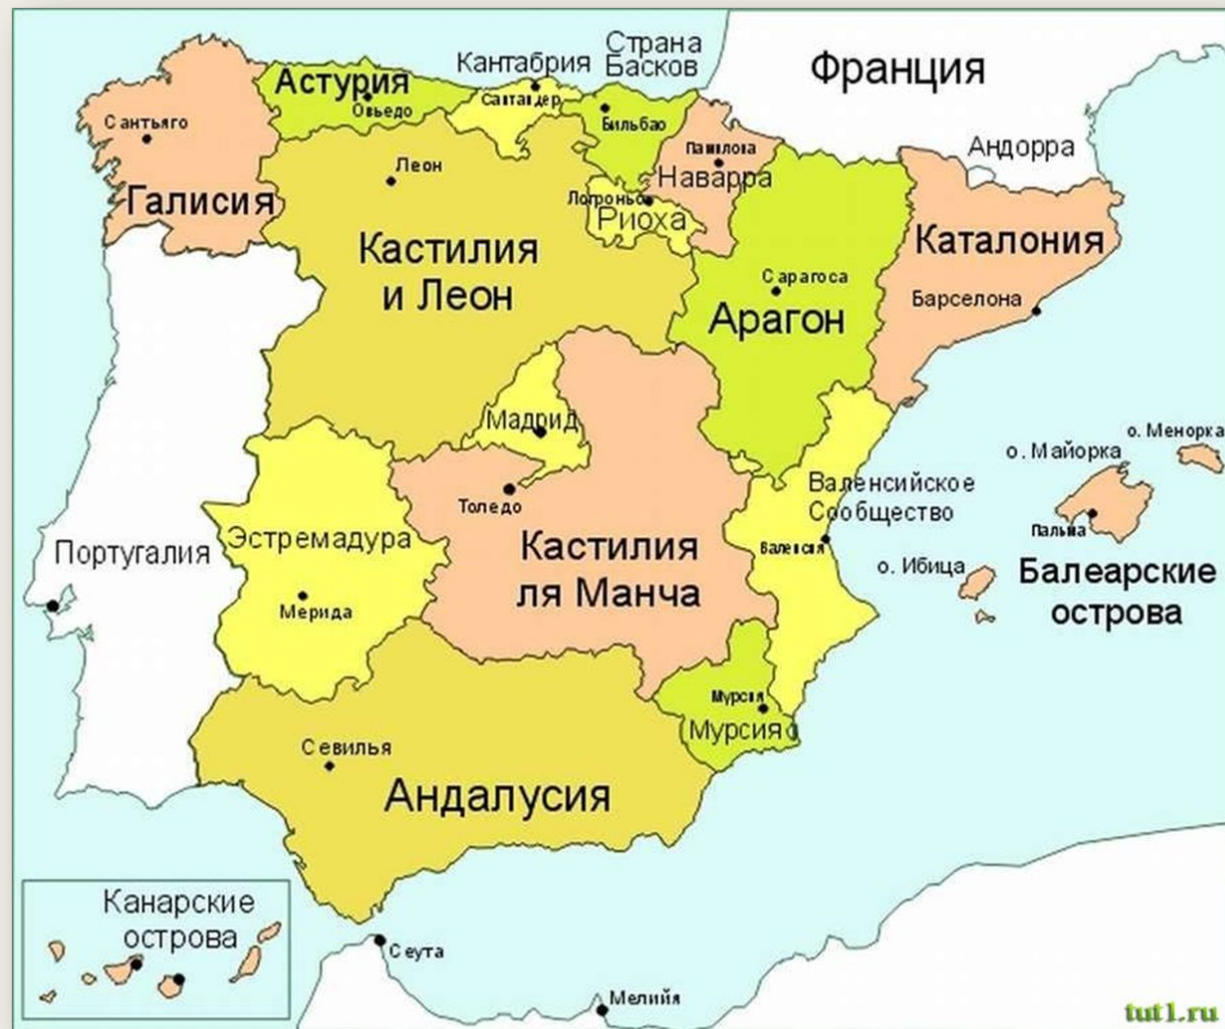 Страна
Басков
Кантабрия
Франция
Астурия
Сантандер
Овьедо
Бильбао
Сантьяго
Памплона
Андорра
Леон
Наварра
Галисия
Логроньо
Риоха
Кастилия
и Леон
Каталония
Сарагоса
Барселона
Арагон
Мадрид
о. Менорка
о. Майорка
Толедо
Валенсийское
Сообщество
Пальма
Эстремадура
Португалия
Кастилия
ля Манча
Валенсия
о. Ибица
Балеарские
острова
Мерида
Мурсия
Мурсия
Севилья
Андалусия
Канарские
острова
Сеута
Мелийя
tut1.ru